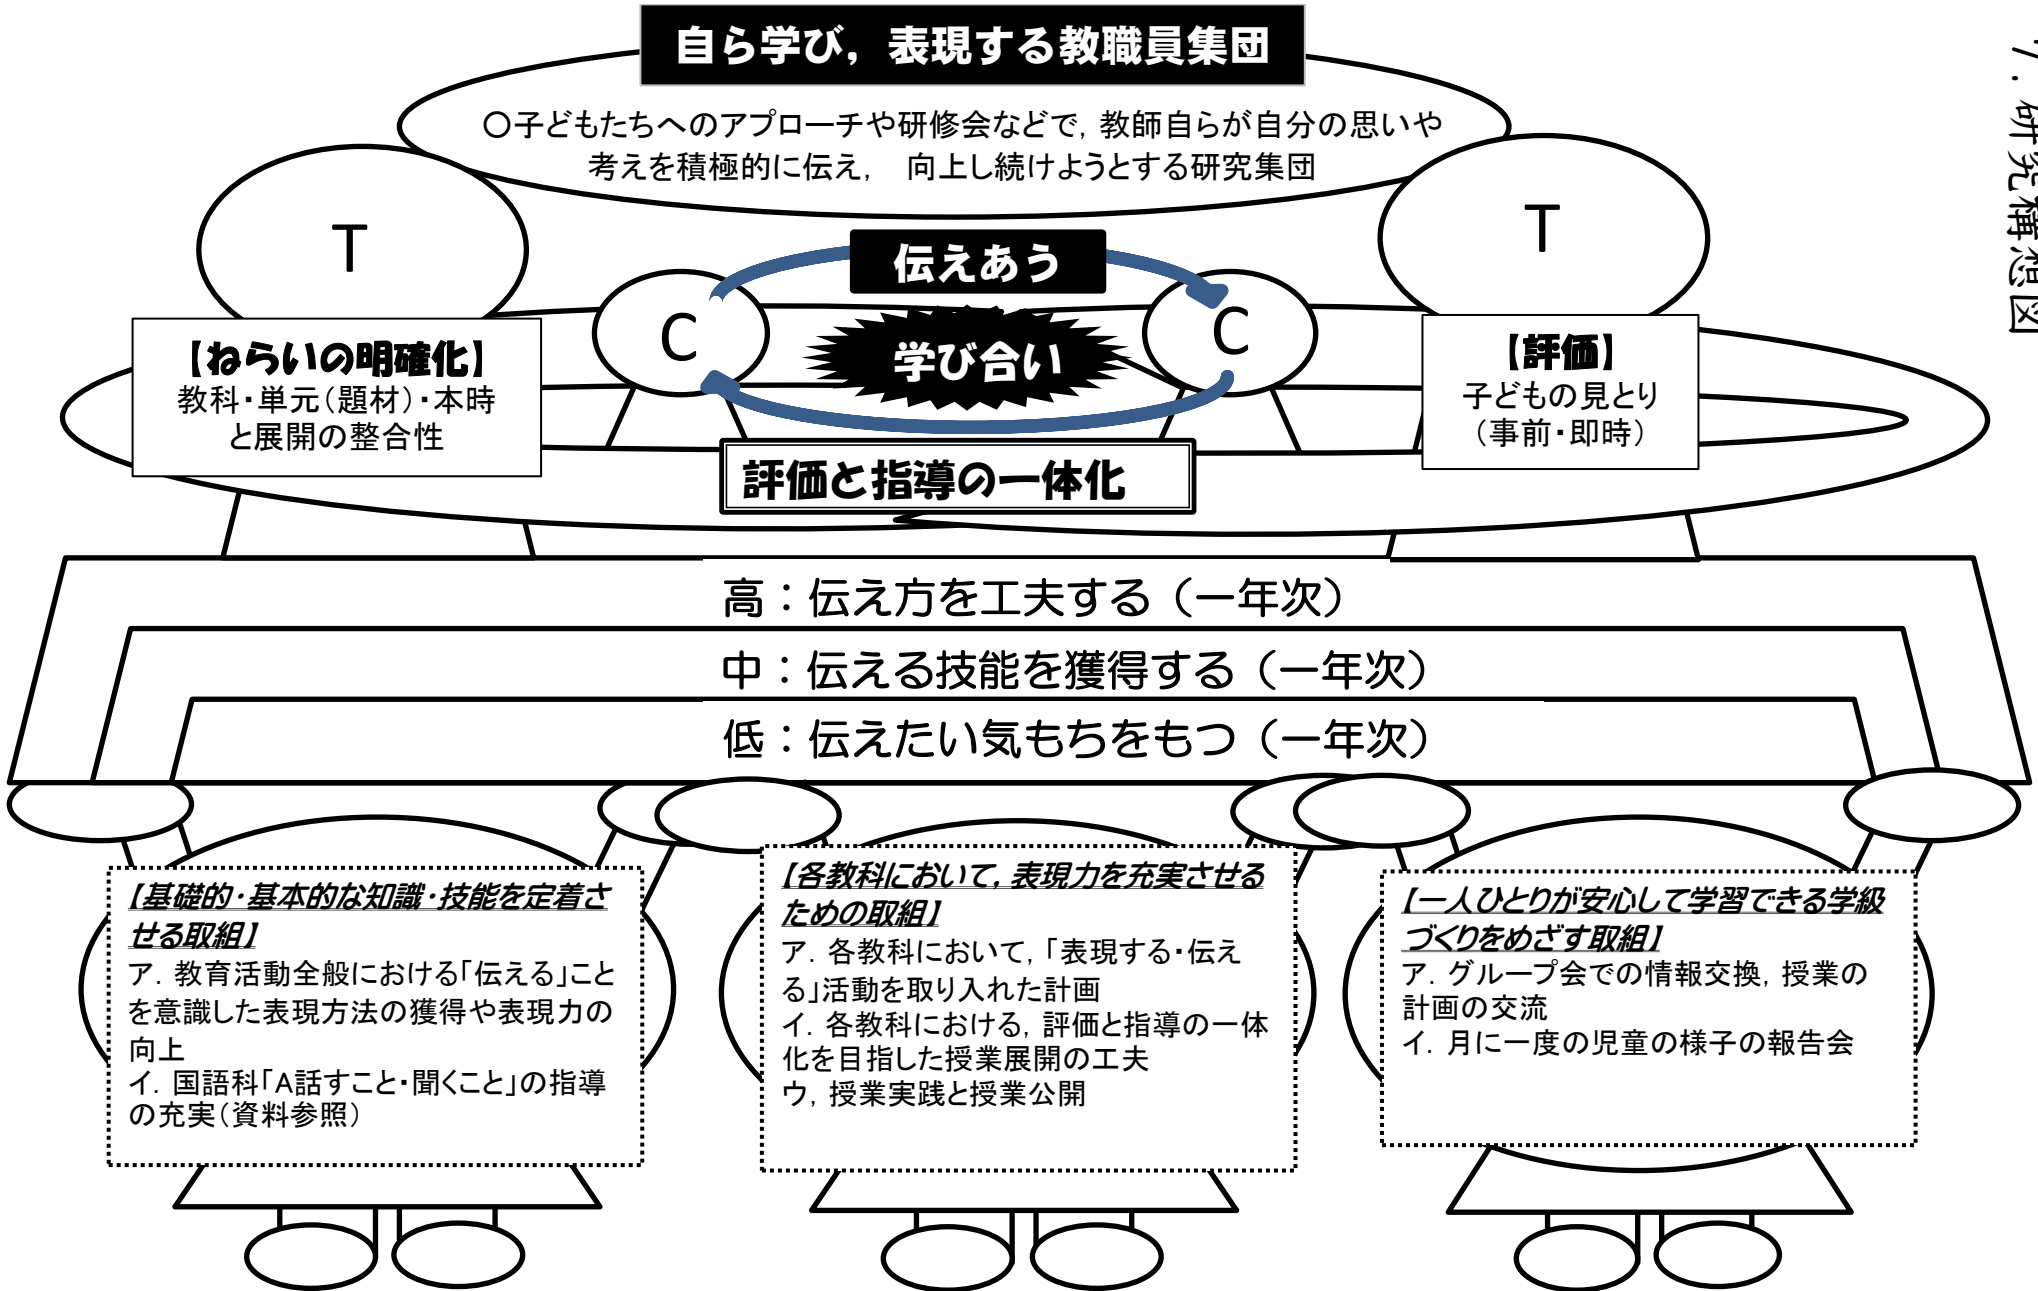 7. 研究構想図
自ら学び，表現する教職員集団
○子どもたちへのアプローチや研修会などで，教師自らが自分の思いや
考えを積極的に伝え，　向上し続けようとする研究集団
T
T
伝えあう
C
C
学び合い
【ねらいの明確化】
教科・単元（題材）・本時
と展開の整合性
【評価】
子どもの見とり
（事前・即時）
評価と指導の一体化
高：伝え方を工夫する（一年次）
中：伝える技能を獲得する（一年次）
低：伝えたい気もちをもつ（一年次）
【基礎的・基本的な知識・技能を定着さ
せる取組】
ア．教育活動全般における「伝える」こと
を意識した表現方法の獲得や表現力の
向上
イ．国語科「A話すこと・聞くこと」の指導
の充実（資料参照）
【各教科において，表現力を充実させる
ための取組】
ア．各教科において，「表現する・伝え
る」活動を取り入れた計画
イ．各教科における，評価と指導の一体
化を目指した授業展開の工夫
ウ，授業実践と授業公開
【一人ひとりが安心して学習できる学級
づくりをめざす取組】
ア．グループ会での情報交換，授業の
計画の交流
イ．月に一度の児童の様子の報告会